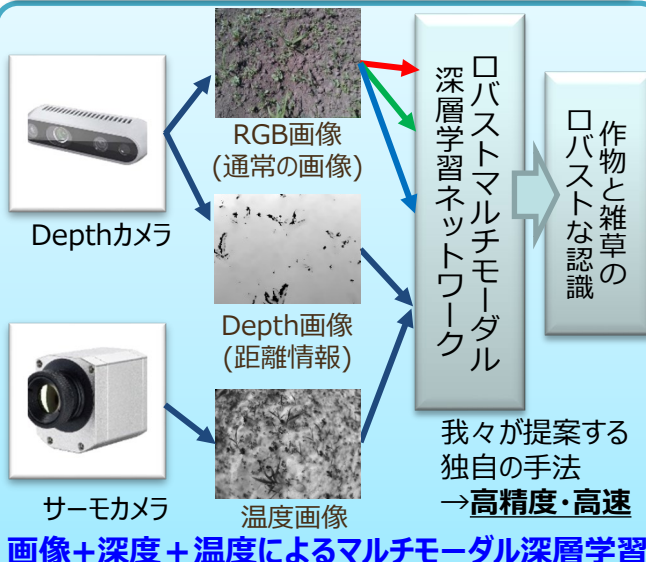 RGB画像
(通常の画像)
Depthカメラ
Depth画像
(距離情報)
サーモカメラ
温度画像
ロバストマルチモーダル
深層学習ネットワーク
作物と雑草の
ロバストな認識
我々が提案する
独自の手法
→高精度・高速
画像+深度+温度によるマルチモーダル深層学習